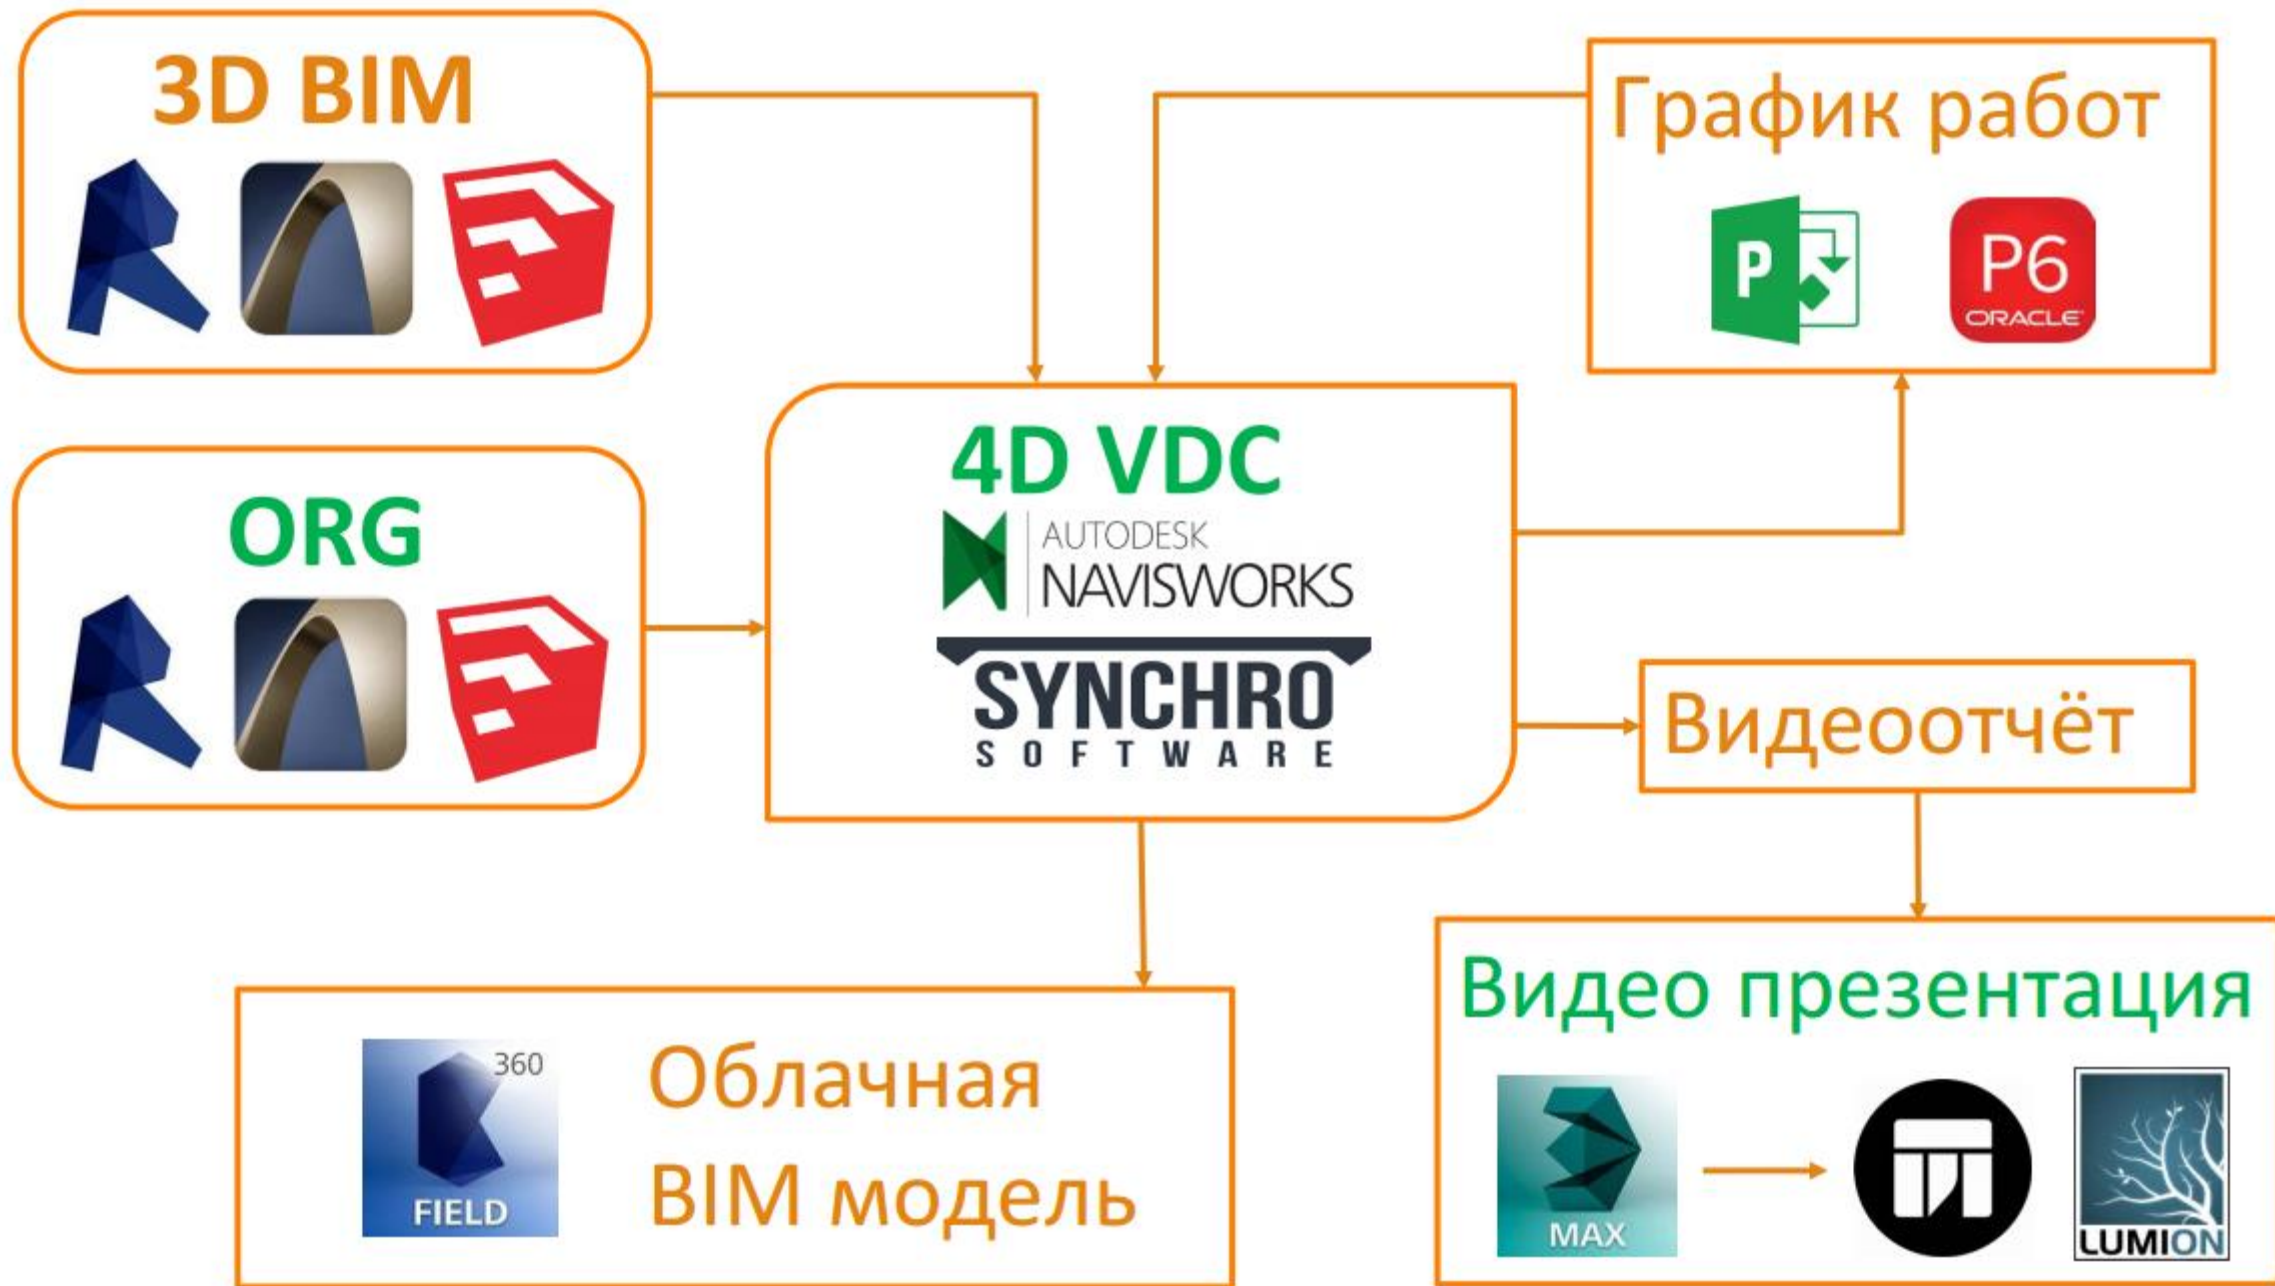 3D BIM
График работ
P
P6
ORACLE
ORG
4D VDC
AUTODESK
NAVISWORKS
SYNCHRO
SOFTWARE
Видеоотчёт
360
FIELD
Облачная
BIM модель
Видео презентация
MAX
LUMION